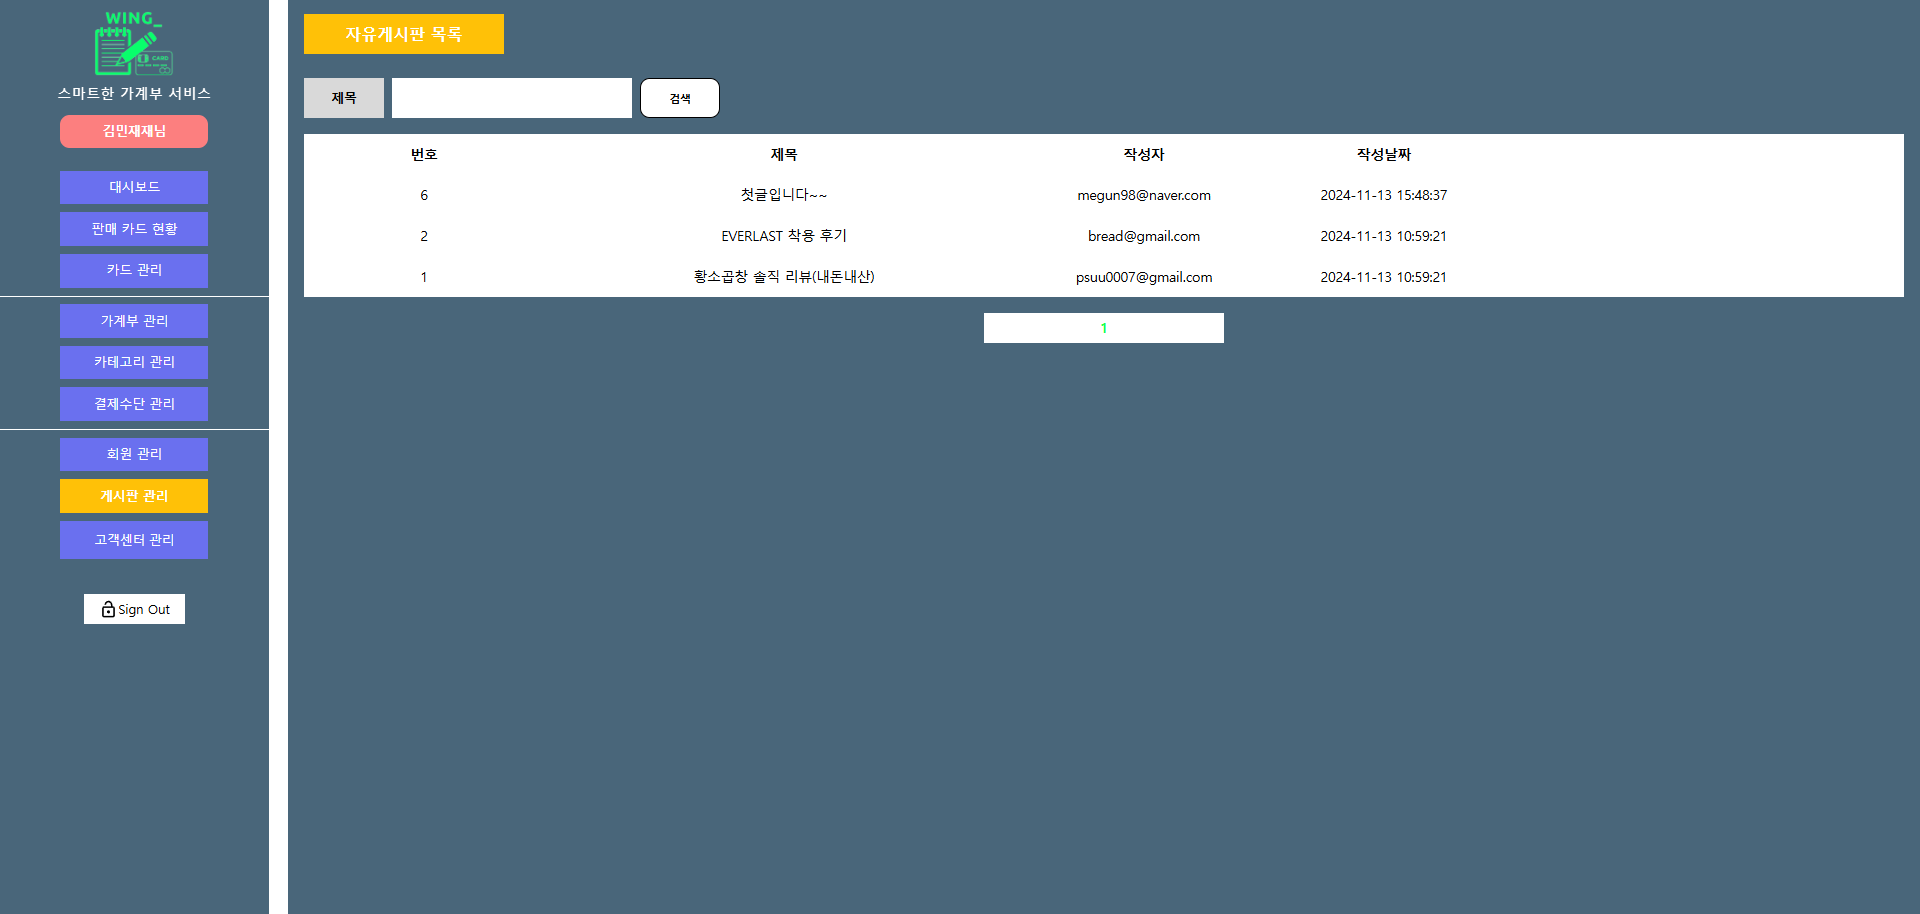 WING_
CARD
스마트한 가계부 서비스
김민재재님
대시보드
판매 카드 현황
카드 관리
가계부 관리
카테고리 관리
결제수단 관리
회원 관리
게시판 관리
고객센터 관리
Sign Out
자유게시판 목록
제목 검색
번호 제목 작성자 작성날짜
6 첫글입니다~~ megun98@naver.com 2024-11-13 15:48:37
2 EVERLAST 착용 후기 bread@gmail.com 2024-11-13 10:59:21
1 황소곱창 솔직 리뷰(내돈내산) psuu0007@gmail.com 2024-11-13 10:59:21
1